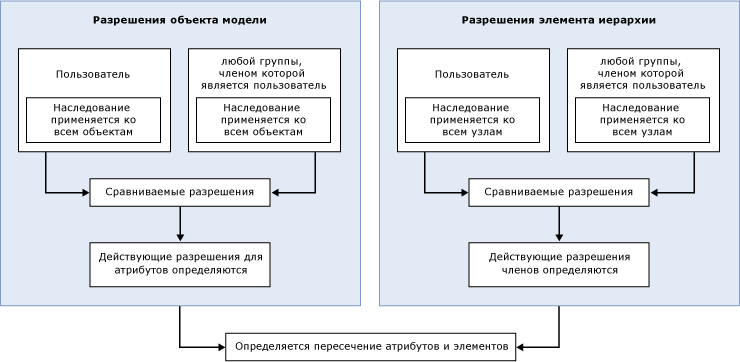 Разрешения объекта модели
Пользователь
Наследование
применяется ко
всем объектам
любой группы,
членом которой
является пользователь
Наследование
применяется ко
всем объектам
Сравниваемые разрешения
Действующие разрешения для
атрибутов определяются
Разрешения элемента иерархии
Пользователь
Наследование
применяется ко
всем узлам
любой группы,
членом которой
является пользователь
Наследование
применяется ко
всем узлам
Сравниваемые разрешения
Действующие разрешения
членов определяются
Определяется пересечение атрибутов и элементов